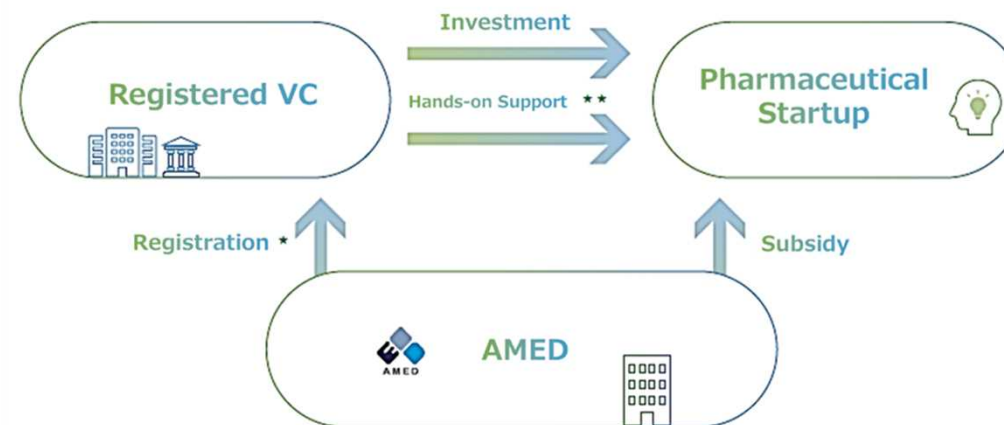 Investment
Registered VC
Hands-on Support ★★
Pharmaceutical
Startup
Registration ★
Subsidy
AMED
AMED